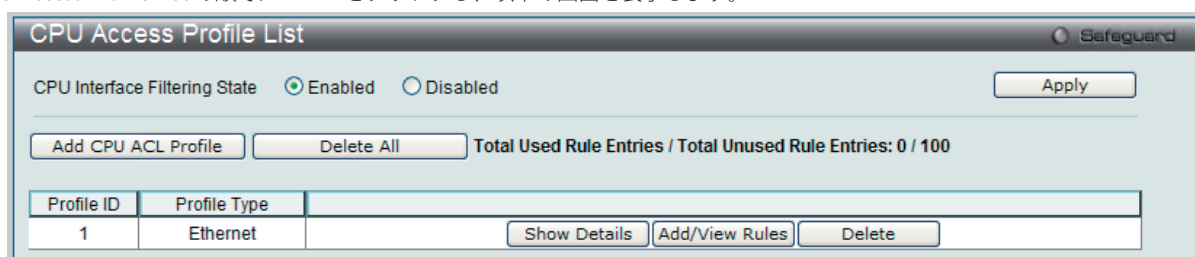 CPU Access Profile List
Safeguard
CPU Interface Filtering State Enabled Disabled Apply
Add CPU ACL Profile Delete All Total Used Rule Entries / Total Unused Rule Entries: 0 / 100
Profile ID Profile Type
1 Ethernet Show Details Add/View Rules Delete